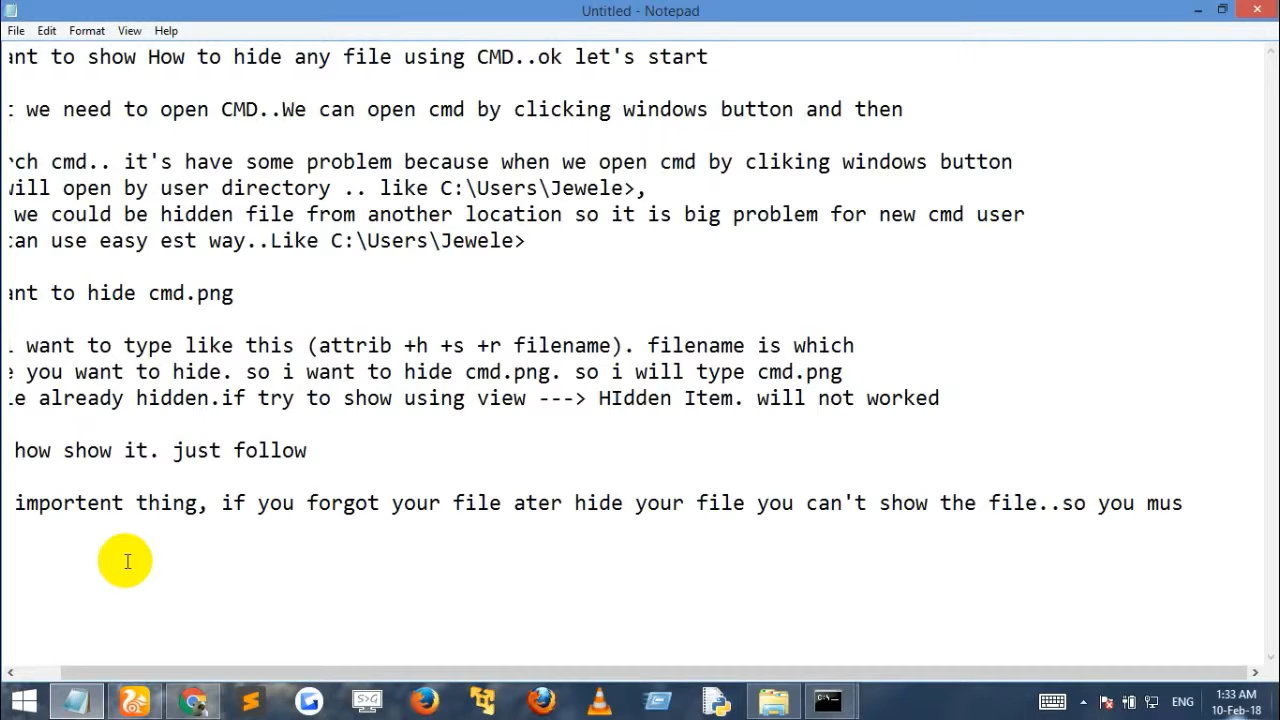 Untitled - Notepad
File Edit Format View Help
ant to show How to hide any file using CMD..ok let's start
we need to open CMD..We can open cmd by clicking windows button and then
rch cmd.. it's have some problem because when we open cmd by cliking windows button
will open by user directory .. like C:\Users\Jewele>,
we could be hidden file from another location so it is big problem for new cmd user
can use easy est way..Like C:\Users\Jewele>
ant to hide cmd.png
want to type like this (attrib +h +s +r filename). filename is which
you want to hide. so i want to hide cmd.png. so i will type cmd.png
le already hidden.if try to show using view ---> HIdden Item. will not worked
how show it. just follow
importent thing, if you forgot your file ater hide your file you can't show the file..so you mus
ENG
1:33 AM
10-Feb-18